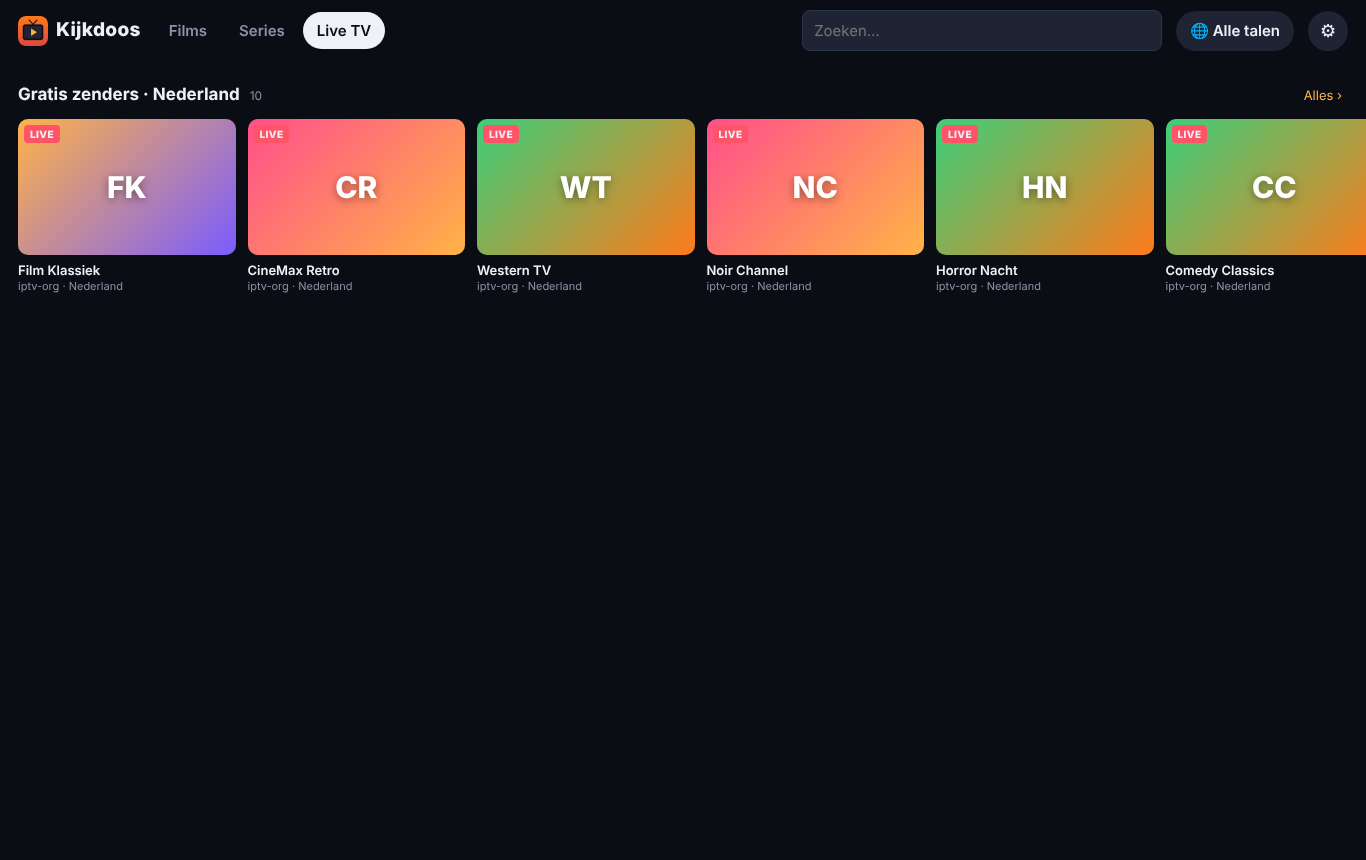 Kijkdoos Films Series Live TV Zoeken... 🌐 Alle talen ⚙
Gratis zenders · Nederland 10 Alles ›
LIVE LIVE LIVE LIVE LIVE LIVE
FK CR WT NC HN CC
Film Klassiek CineMax Retro Western TV Noir Channel Horror Nacht Comedy Classics
iptv-org · Nederland iptv-org · Nederland iptv-org · Nederland iptv-org · Nederland iptv-org · Nederland iptv-org · Nederland